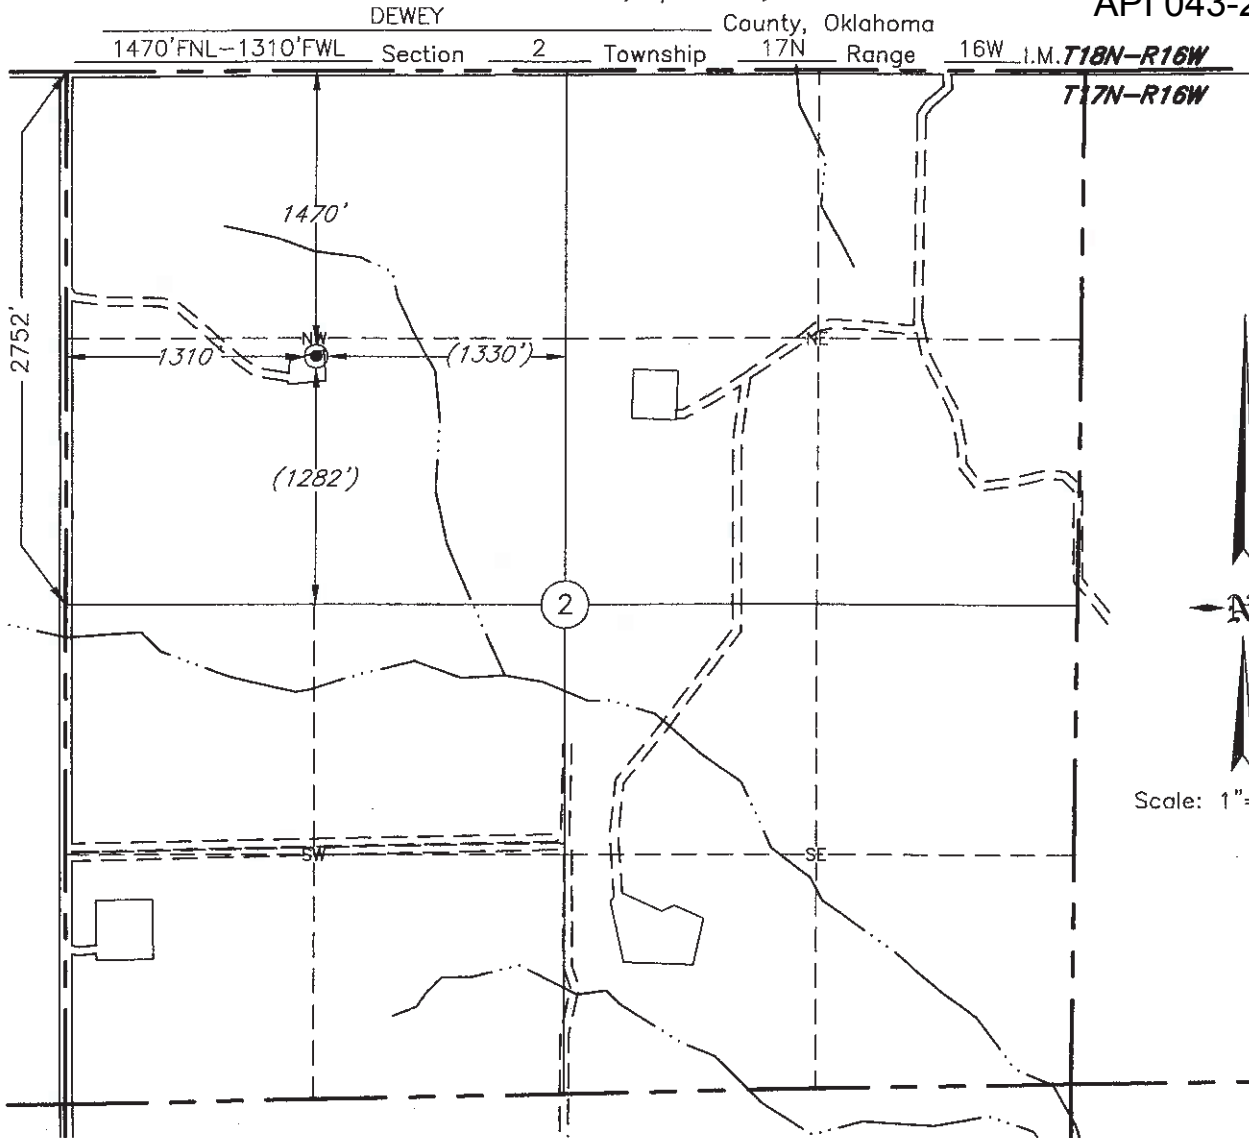 API 043-2
DEWEY County, Oklahoma
1470'FNL-1310'FWL Section 2 Township 17N Range 16W I.M.
T18N-R16W
T17N-R16W
1470'
2752'
NW
NE
1310
(1330')
(1282')
2
N
Scale: 1"=
SW
SE